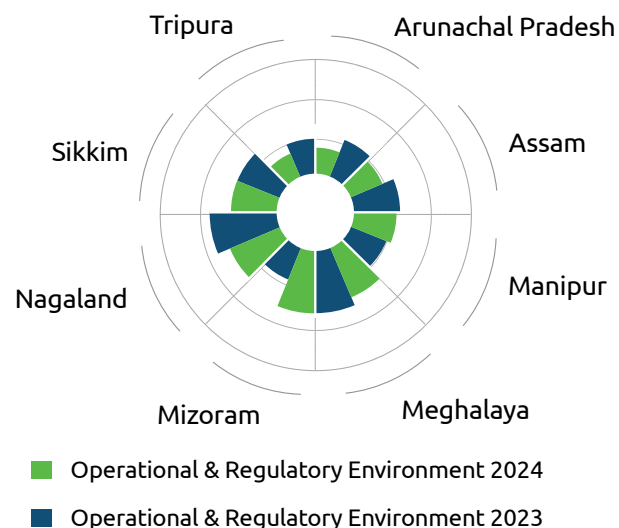 Tripura
Arunachal Pradesh
Sikkim
Assam
Nagaland
Manipur
Mizoram
Meghalaya
Operational & Regulatory Environment 2024
Operational & Regulatory Environment 2023